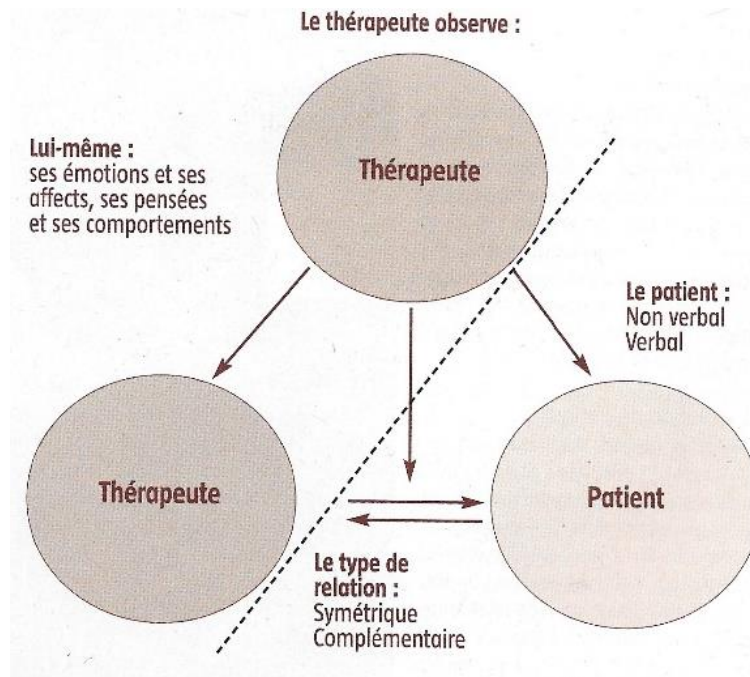 Le thérapeute observe :
Lui-même :
ses émotions et ses
affects, ses pensées
et ses comportements
Thérapeute
Le patient :
Non verbal
Verbal
Thérapeute
Patient
Le type de
relation :
Symétrique
Complémentaire